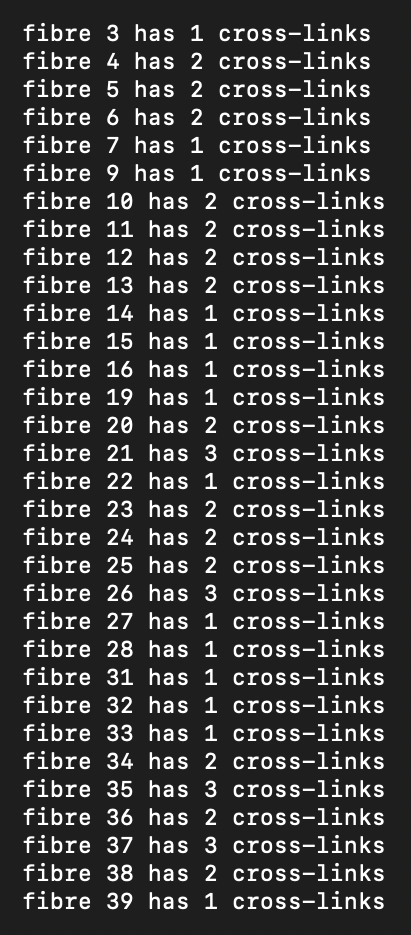 fibre 3 has 1 cross-links
fibre 4 has 2 cross-links
fibre 5 has 2 cross-links
fibre 6 has 2 cross-links
fibre 7 has 1 cross-links
fibre 9 has 1 cross-links
fibre 10 has 2 cross-links
fibre 11 has 2 cross-links
fibre 12 has 2 cross-links
fibre 13 has 2 cross-links
fibre 14 has 1 cross-links
fibre 15 has 1 cross-links
fibre 16 has 1 cross-links
fibre 19 has 1 cross-links
fibre 20 has 2 cross-links
fibre 21 has 3 cross-links
fibre 22 has 1 cross-links
fibre 23 has 2 cross-links
fibre 24 has 2 cross-links
fibre 25 has 2 cross-links
fibre 26 has 3 cross-links
fibre 27 has 1 cross-links
fibre 28 has 1 cross-links
fibre 31 has 1 cross-links
fibre 32 has 1 cross-links
fibre 33 has 1 cross-links
fibre 34 has 2 cross-links
fibre 35 has 3 cross-links
fibre 36 has 2 cross-links
fibre 37 has 3 cross-links
fibre 38 has 2 cross-links
fibre 39 has 1 cross-links